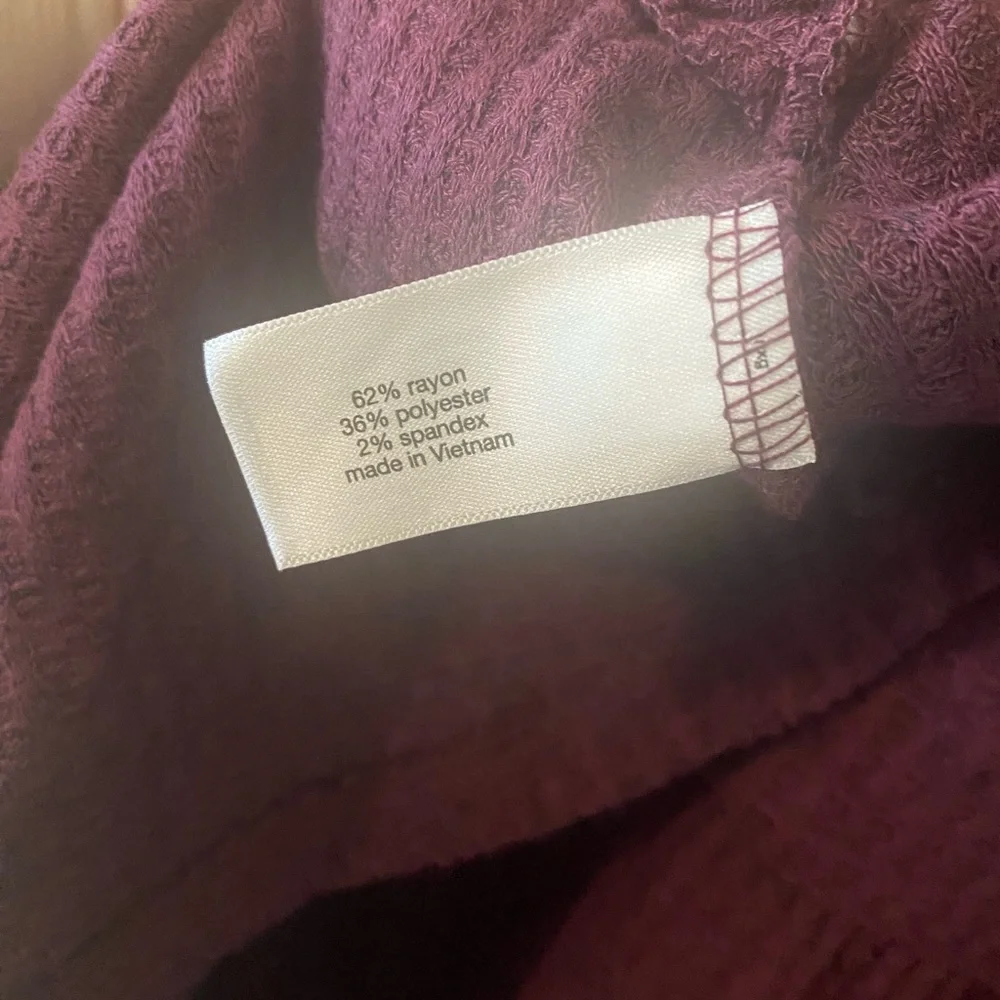 62% rayon
36% polyester
2% spandex
made in Vietnam